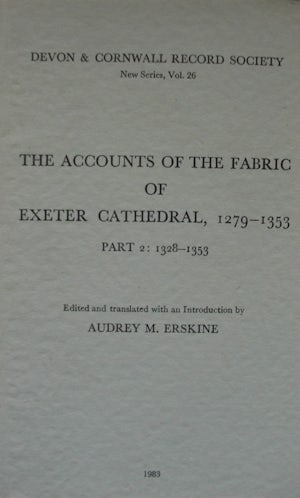 DEVON & CORNWALL RECORD SOCIETY
New Series, Vol. 26
THE ACCOUNTS OF THE FABRIC
OF
EXETER CATHEDRAL, 1279–1353
PART 2: 1328–1353
Edited and translated with an Introduction by
AUDREY M. ERSKINE
1983